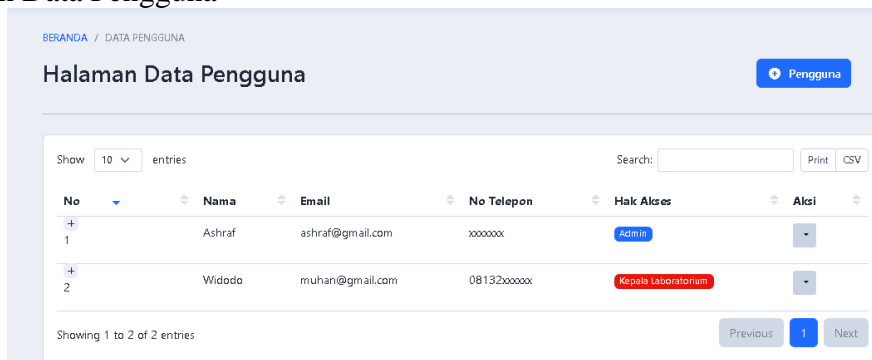 Data Pengguna
BERANDA / DATA PENGGUNA
Halaman Data Pengguna
Pengguna
Show 10 entries Search: Print CSV
No Nama Email No Telepon Hak Akses Aksi
+
1 Ashraf ashraf@gmail.com xxxxxxx Admin
+
2 Widodo muhan@gmail.com 08132xxxxxx Kepala Laboratorium
Showing 1 to 2 of 2 entries Previous 1 Next